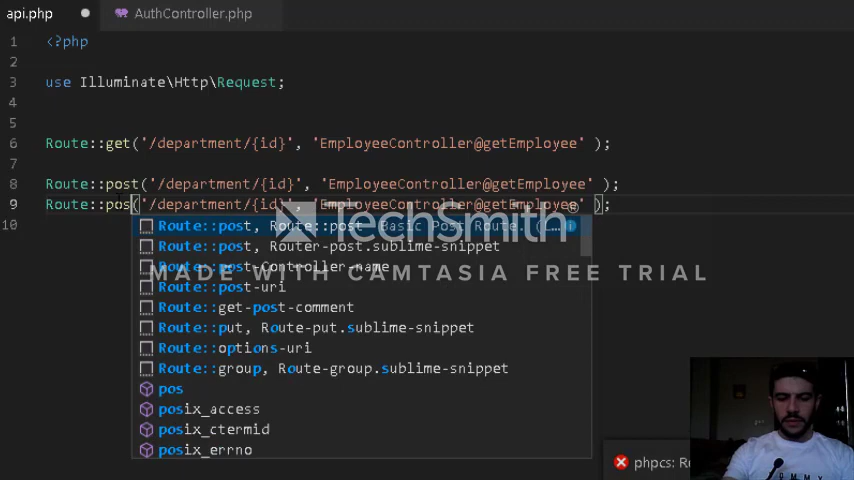 api.php
AuthController.php
1 <?php
2
3 use Illuminate\Http\Request;
4
5
6 Route::get('/department/{id}', 'EmployeeController@getEmployee' );
7
8 Route::post('/department/{id}', 'EmployeeController@getEmployee' );
9 Route::pos('/department/{id}', 'EmployeeController@getEmployee' );
10
Route::post, Route::post Basic Post Route. (L…
TechSmith
Route::post, Router-post.sublime-snippet
Route::post-Controller-name
MADE WITH CAMTASIA FREE TRIAL
Route::post-uri
Route::get-post-comment
Route::put, Route-put.sublime-snippet
Route::options-uri
Route::group, Route-group.sublime-snippet
pos
posix_access
posix_ctermid
posix_errno
phpcs: